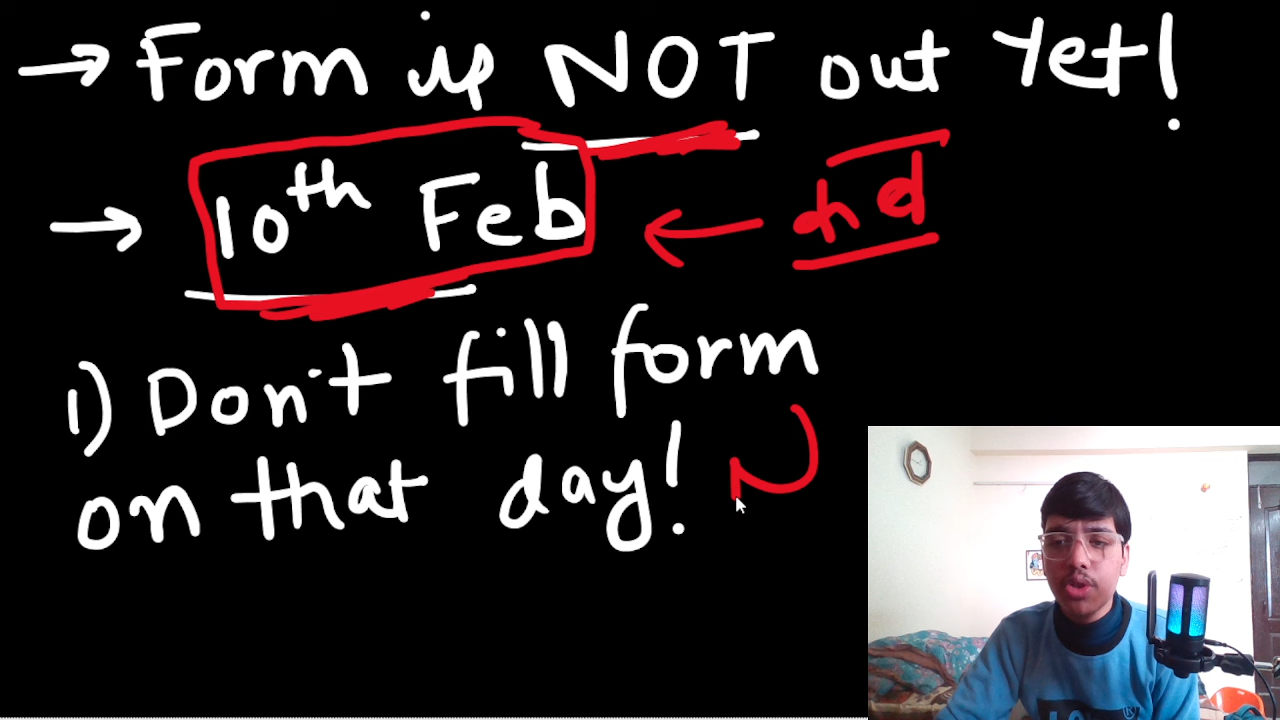 → Form is NOT out Yet!
→ 10th Feb ←
1) Don't fill form
on that day!